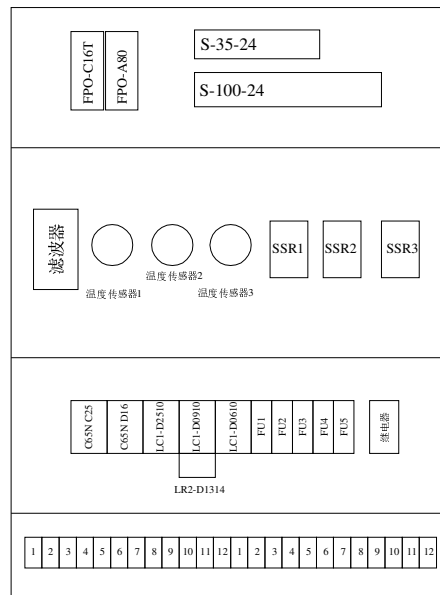 FPO-C16T
FPO-A80
S-35-24
S-100-24
滤波器
温度传感器1
温度传感器2
温度传感器3
SSR1
SSR2
SSR3
C65N C25
C65N D16
LC1-D2510
LC1-D0910
LC1-D0610
FU1
FU2
FU3
FU4
FU5
继电器
LR2-D1314
1 2 3 4 5 6 7 8 9 10 11 12 1 2 3 4 5 6 7 8 9 10 11 12